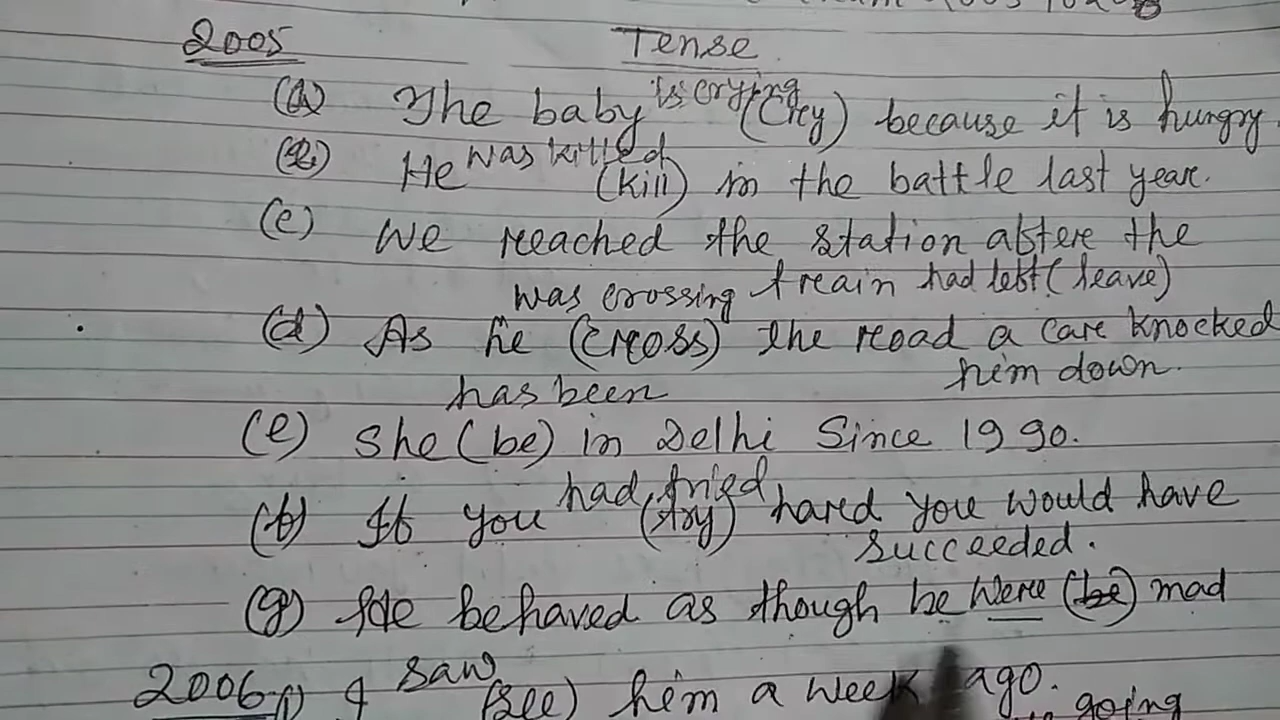 2005 Tense
is crying
(a) The baby (Cry) because it is hungry.
was killed
(b) He (kill) in the battle last year.
(c) We reached the station after the
was crossing train had left (leave)
(d) As he (cross) the road a car knocked
has been him down.
(e) She (be) in Delhi Since 1990.
had tried
(f) If you (try) hard you would have
succeeded.
(g) He behaved as though he were (be) mad
saw
2006 (i) I (see) him a week ago.
going